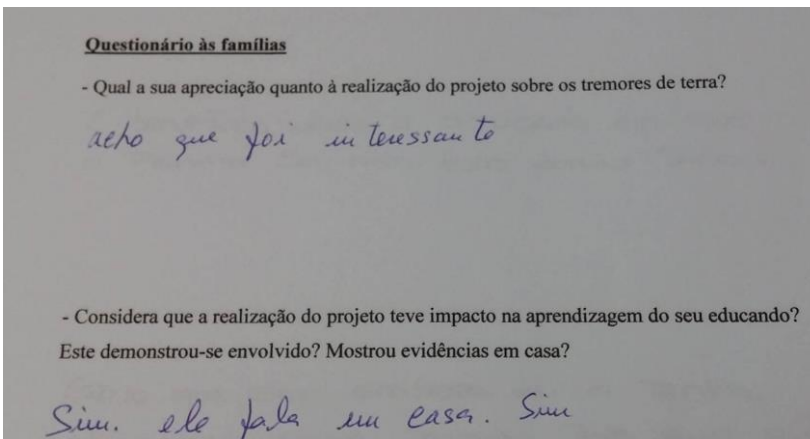 Questionário às famílias
- Qual a sua apreciação quanto à realização do projeto sobre os tremores de terra?
acho que foi interessante
- Considera que a realização do projeto teve impacto na aprendizagem do seu educando?
Este demonstrou-se envolvido? Mostrou evidências em casa?
Sim. ele fala em casa. Sim